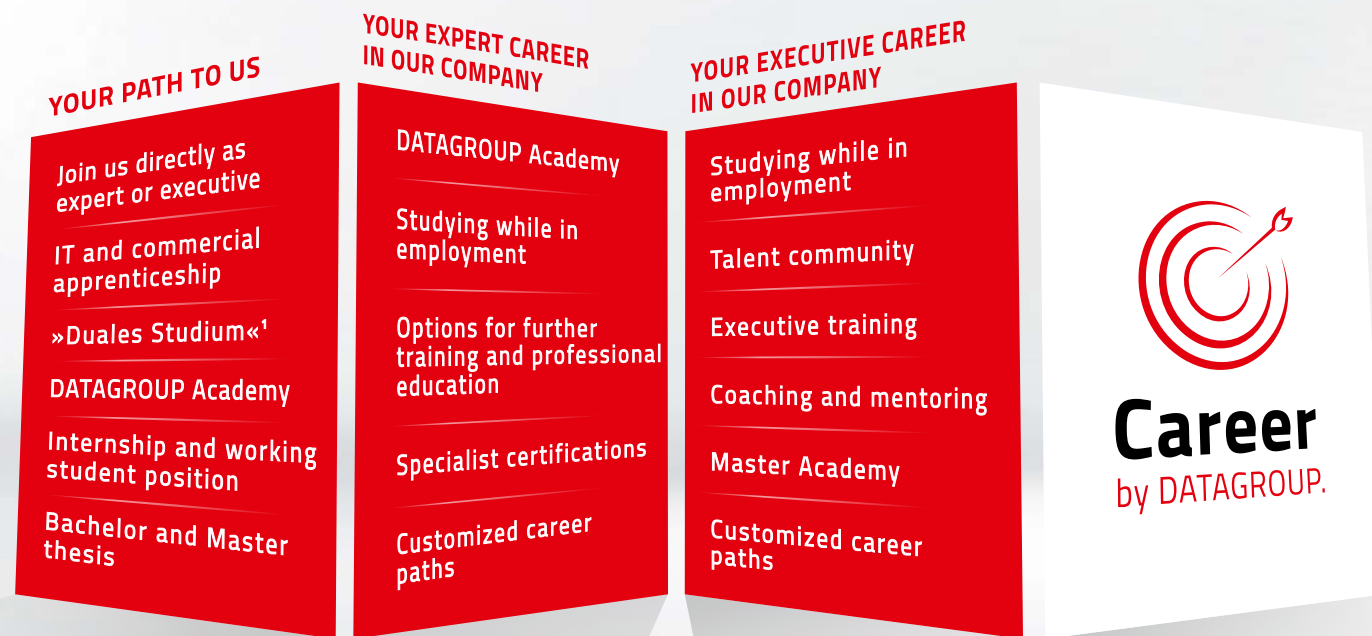 YOUR PATH TO US
Join us directly as
expert or executive
IT and commercial
apprenticeship
»Duales Studium«¹
DATAGROUP Academy
Internship and working
student position
Bachelor and Master
thesis
YOUR EXPERT CAREER
IN OUR COMPANY
DATAGROUP Academy
Studying while in
employment
Options for further
training and professional
education
Specialist certifications
Customized career
paths
YOUR EXECUTIVE CAREER
IN OUR COMPANY
Studying while in
employment
Talent community
Executive training
Coaching and mentoring
Master Academy
Customized career
paths
Career
by DATAGROUP.